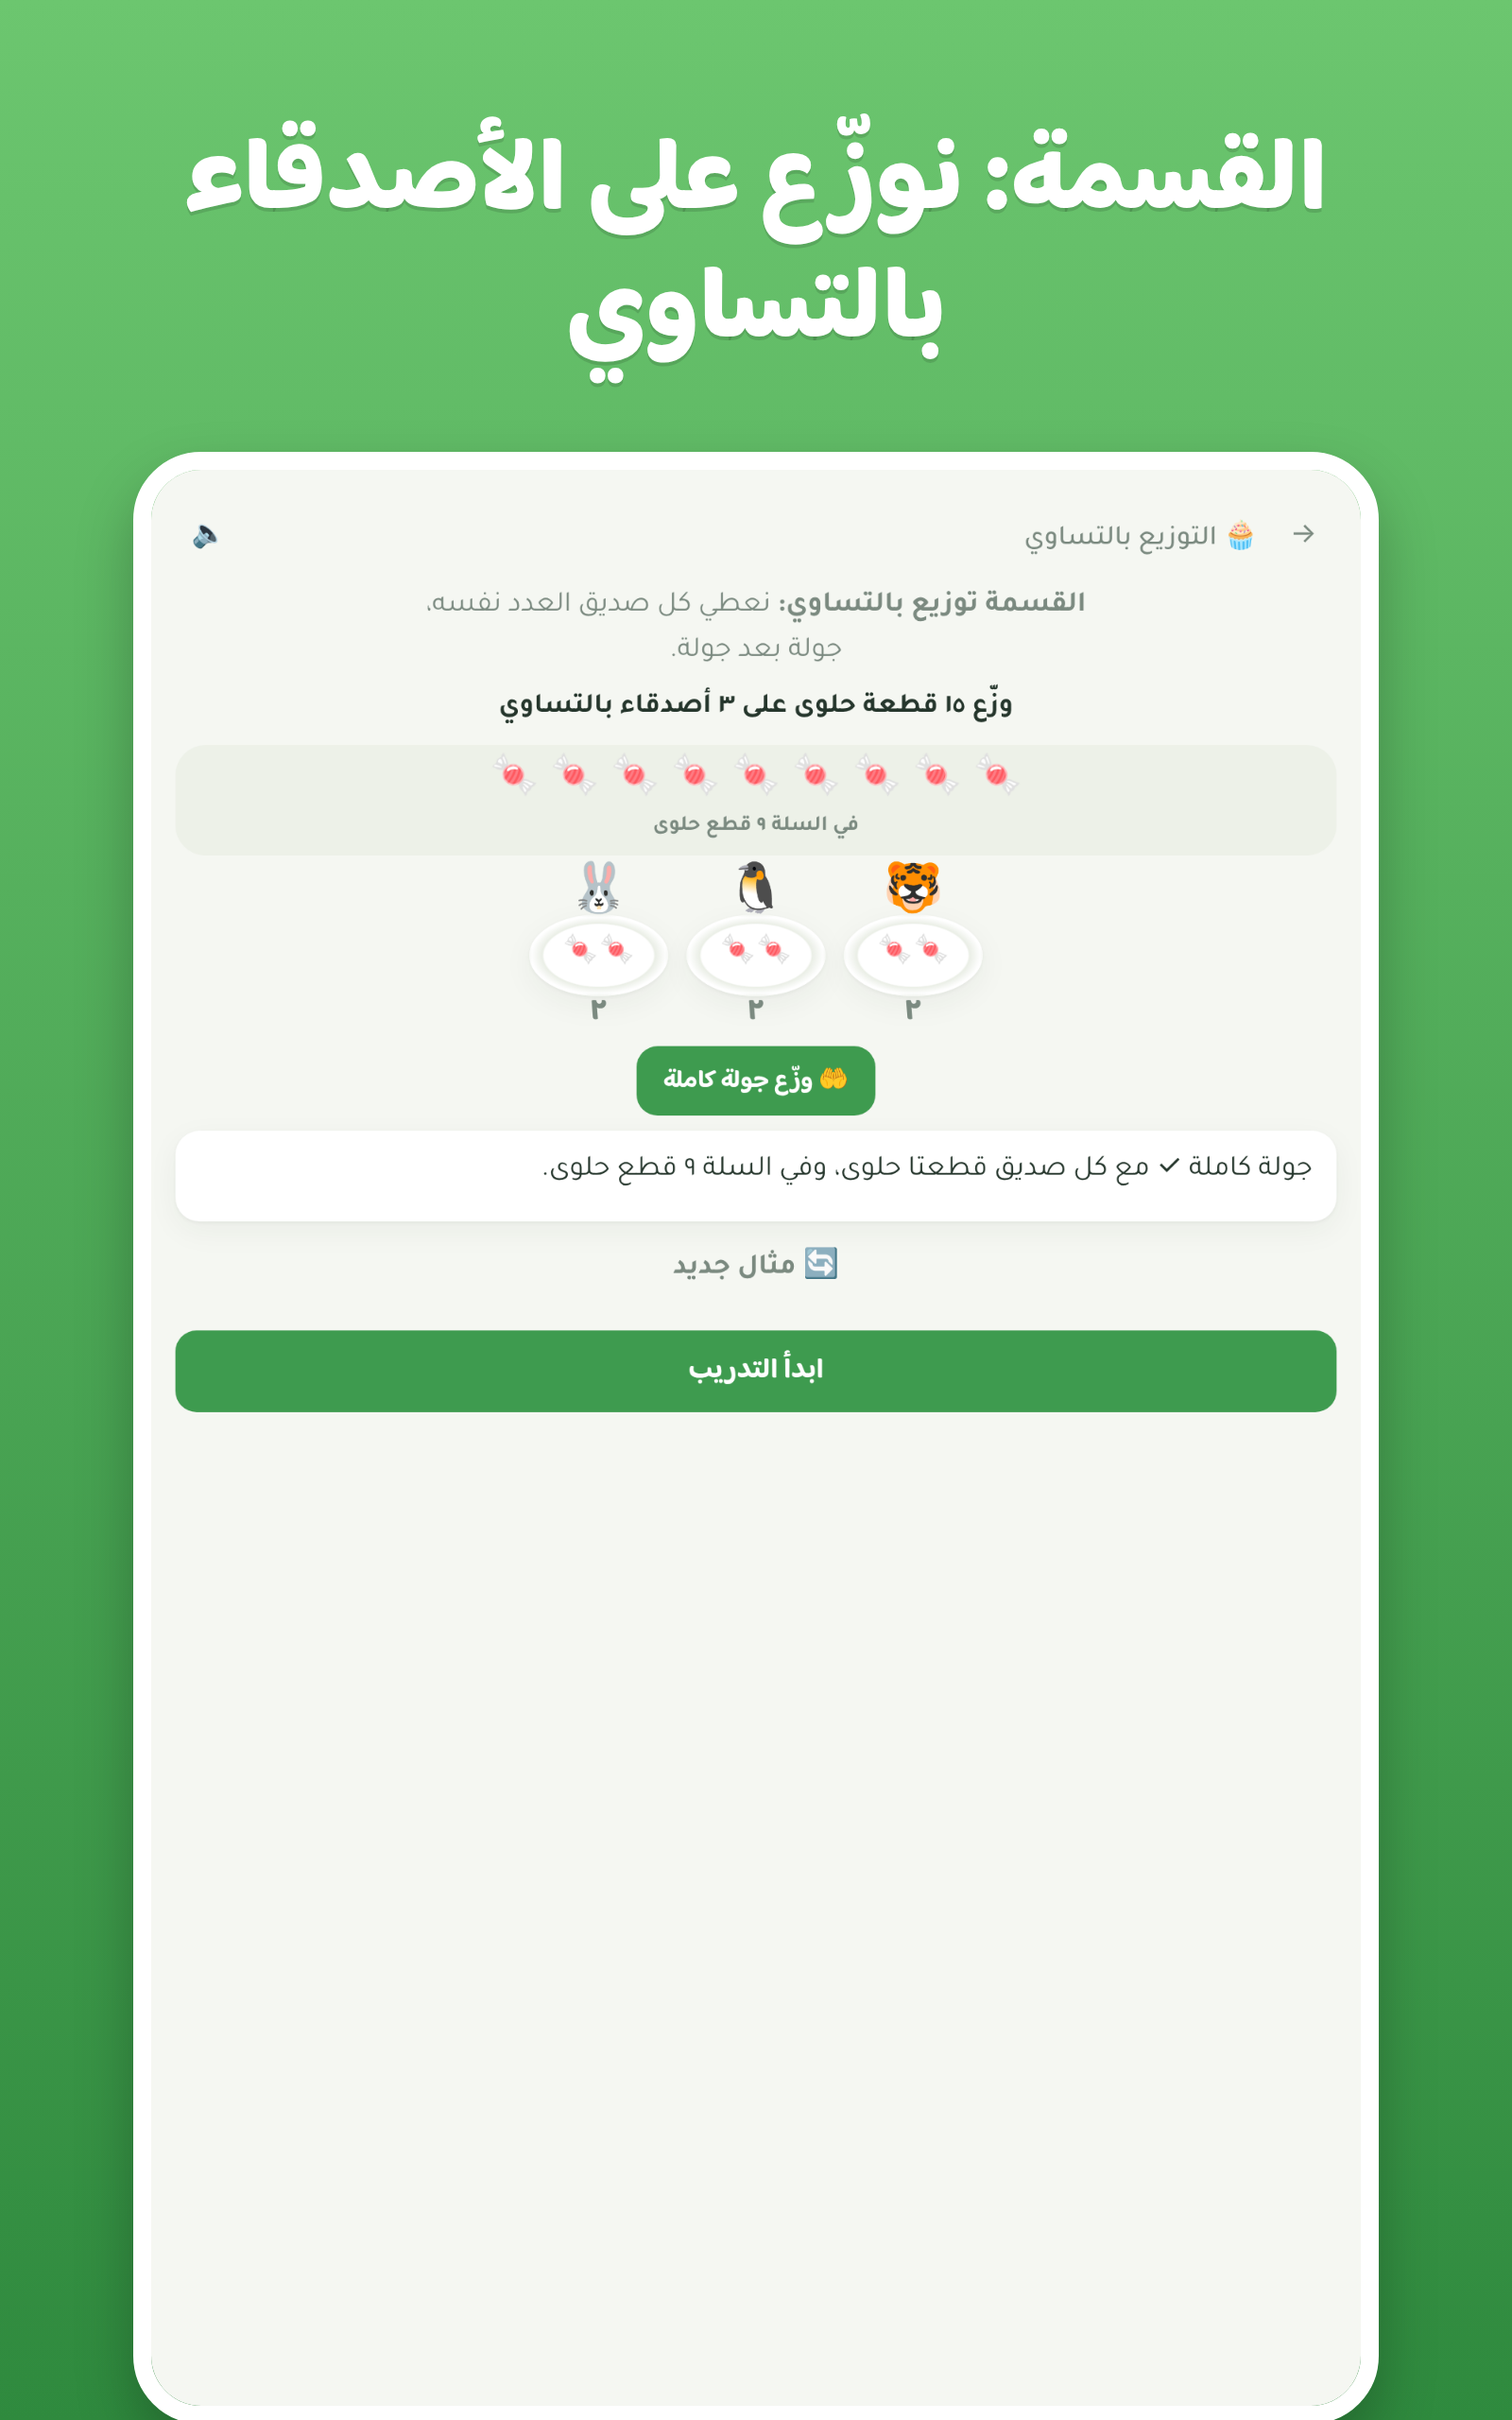 القسمة: نوزّع على الأصدقاء
بالتساوي
→ 🧁 التوزيع بالتساوي
القسمة توزيع بالتساوي: نعطي كل صديق العدد نفسه،
جولة بعد جولة.
وزّع ١٥ قطعة حلوى على ٣ أصدقاء بالتساوي
في السلة ٩ قطع حلوى
٢ ٢ ٢
🤲 وزّع جولة كاملة
جولة كاملة ✓ مع كل صديق قطعتا حلوى، وفي السلة ٩ قطع حلوى.
🔄 مثال جديد
ابدأ التدريب